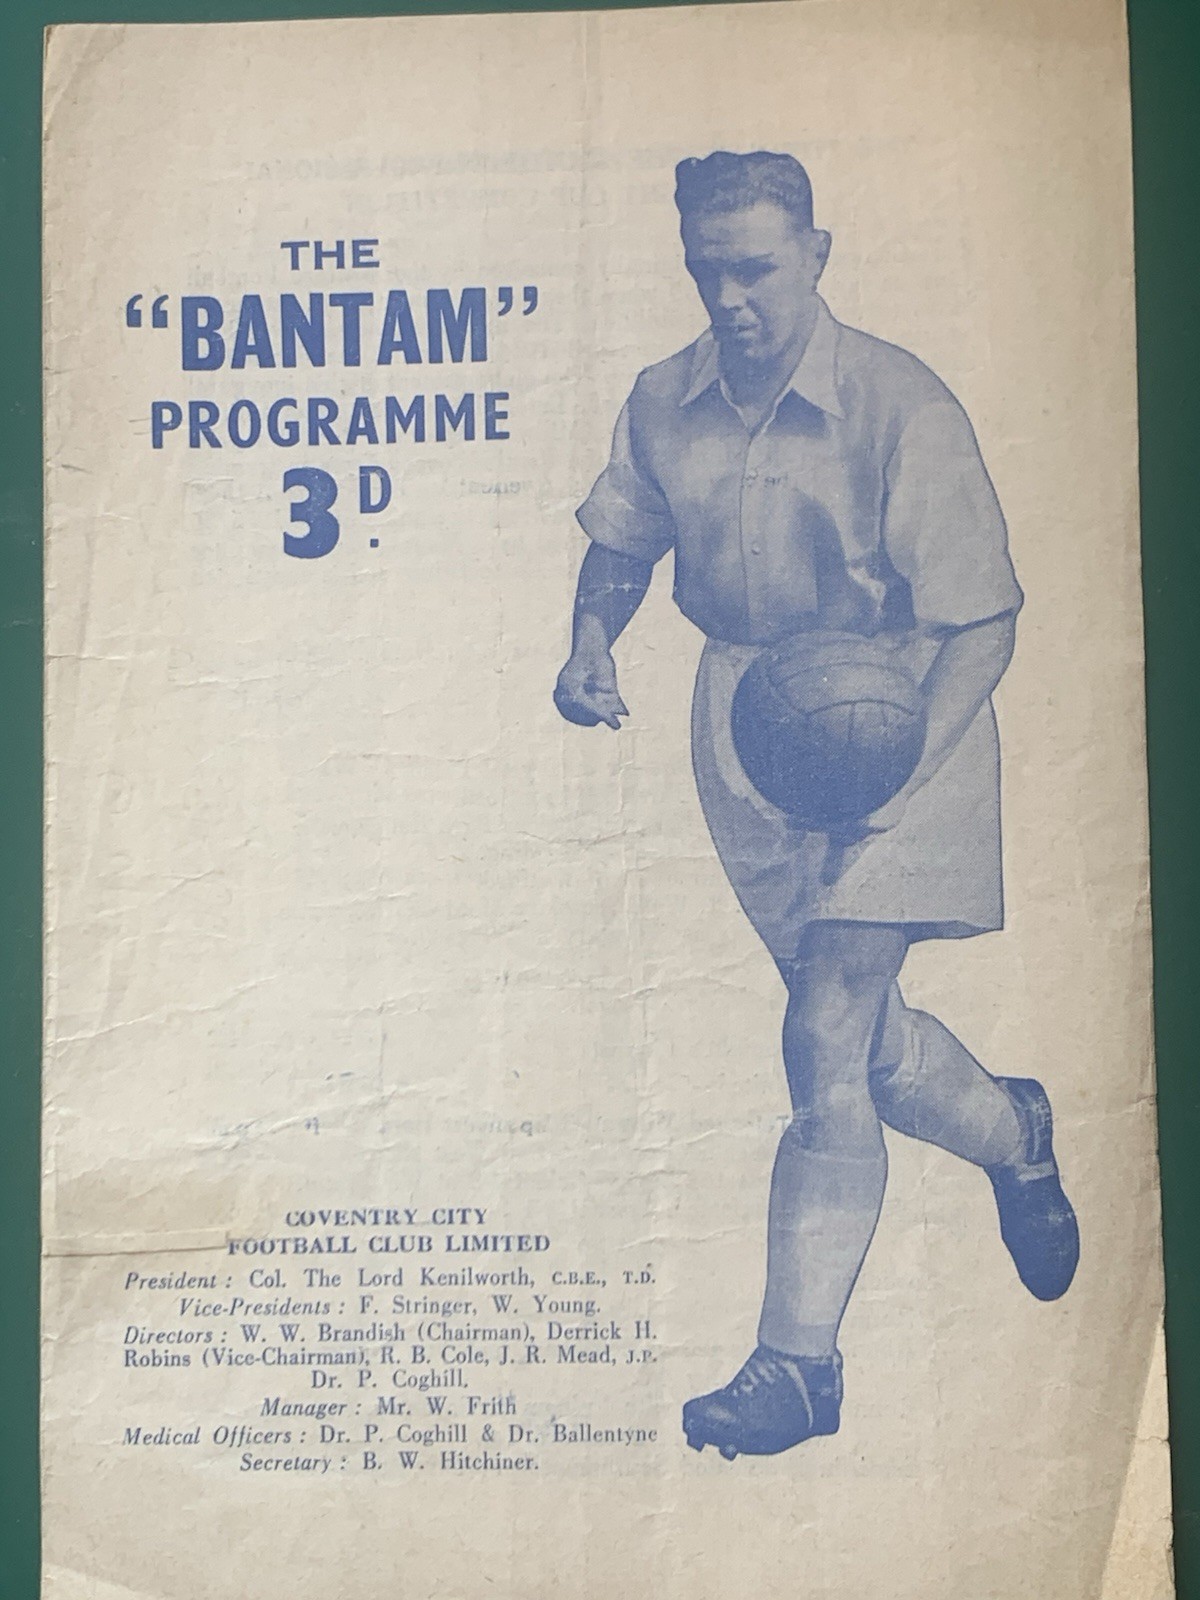 THE
“BANTAM”
PROGRAMME
3D.
COVENTRY CITY
FOOTBALL CLUB LIMITED
President : Col. The Lord Kenilworth, C.B.E., T.D.
Vice-Presidents : F. Stringer, W. Young.
Directors : W. W. Brandish (Chairman), Derrick H.
Robins (Vice-Chairman), R. B. Cole, J. R. Mead, J.P.
Dr. P. Coghill.
Manager : Mr. W. Frith
Medical Officers : Dr. P. Coghill & Dr. Ballentyne
Secretary : B. W. Hitchiner.